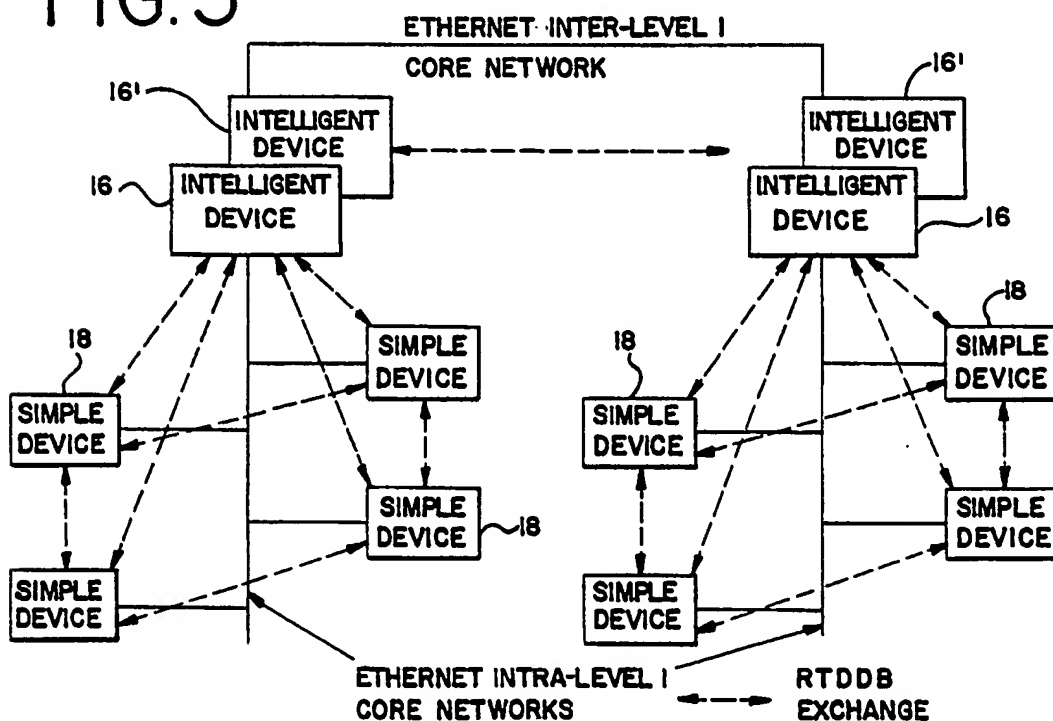 FIG. 5
ETHERNET INTER-LEVEL 1
CORE NETWORK
16'
INTELLIGENT
DEVICE
16
INTELLIGENT
DEVICE
16'
INTELLIGENT
DEVICE
INTELLIGENT
DEVICE
16
18
SIMPLE
DEVICE
SIMPLE
DEVICE
SIMPLE
DEVICE
18
SIMPLE
DEVICE
18
SIMPLE
DEVICE
18
SIMPLE
DEVICE
SIMPLE
DEVICE
SIMPLE
DEVICE
ETHERNET INTRA-LEVEL 1
CORE NETWORKS
RTDDB
EXCHANGE